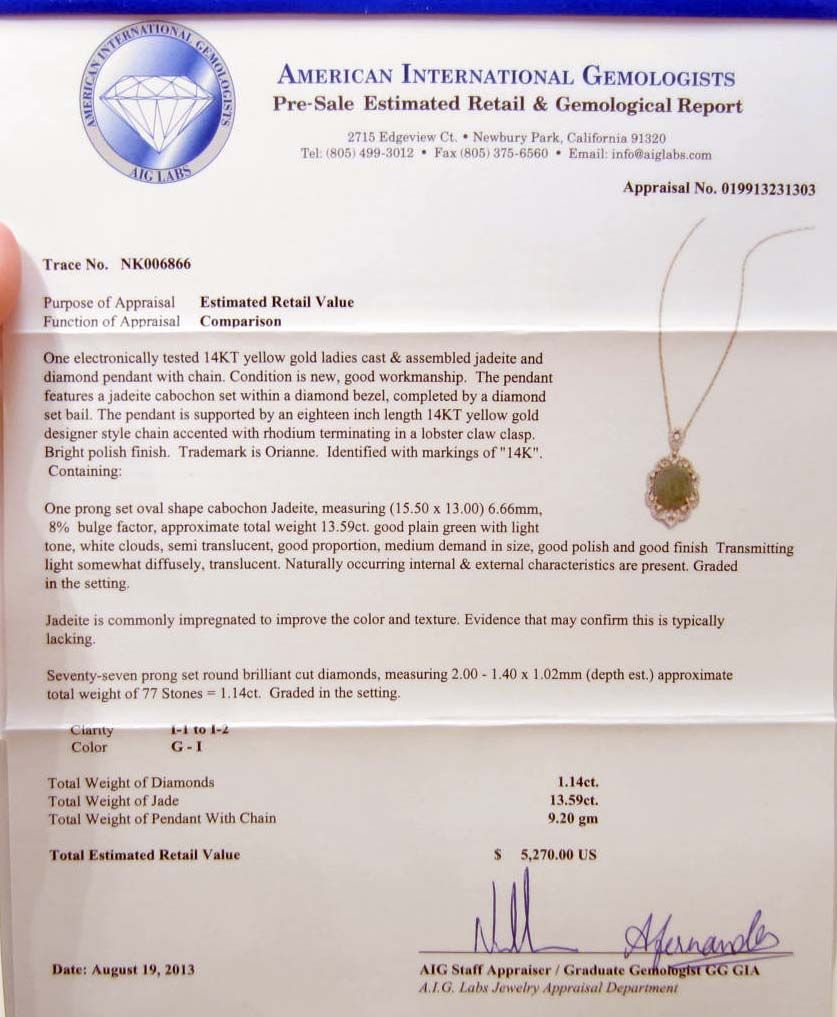 AMERICAN INTERNATIONAL GEMOLOGISTS
AIG LABS
AMERICAN INTERNATIONAL GEMOLOGISTS
Pre-Sale Estimated Retail & Gemological Report
2715 Edgeview Ct. • Newbury Park, California 91320
Tel: (805) 499-3012 • Fax (805) 375-6560 • Email: info@aiglabs.com
Appraisal No. 019913231303
Trace No. NK006866
Purpose of Appraisal Estimated Retail Value
Function of Appraisal Comparison
One electronically tested 14KT yellow gold ladies cast & assembled jadeite and
diamond pendant with chain. Condition is new, good workmanship. The pendant
features a jadeite cabochon set within a diamond bezel, completed by a diamond
set bail. The pendant is supported by an eighteen inch length 14KT yellow gold
designer style chain accented with rhodium terminating in a lobster claw clasp.
Bright polish finish. Trademark is Orianne. Identified with markings of "14K".
Containing:
One prong set oval shape cabochon Jadeite, measuring (15.50 x 13.00) 6.66mm,
8% bulge factor, approximate total weight 13.59ct. good plain green with light
tone, white clouds, semi translucent, good proportion, medium demand in size, good polish and good finish Transmitting
light somewhat diffusely, translucent. Naturally occurring internal & external characteristics are present. Graded
in the setting.
Jadeite is commonly impregnated to improve the color and texture. Evidence that may confirm this is typically
lacking.
Seventy-seven prong set round brilliant cut diamonds, measuring 2.00 - 1.40 x 1.02mm (depth est.) approximate
total weight of 77 Stones = 1.14ct. Graded in the setting.
Clarity I-1 to I-2
Color G - I
Total Weight of Diamonds 1.14ct.
Total Weight of Jade 13.59ct.
Total Weight of Pendant With Chain 9.20 gm
Total Estimated Retail Value $ 5,270.00 US
Afernandes
Date: August 19, 2013 AIG Staff Appraiser / Graduate Gemologist GG GIA
A.I.G. Labs Jewelry Appraisal Department